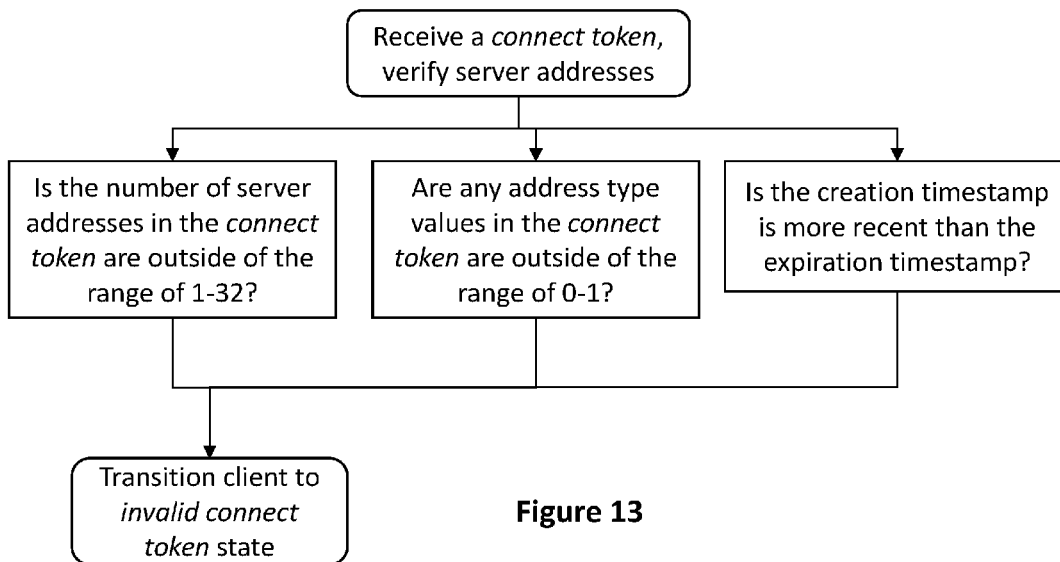 Receive a connect token,
verify server addresses
Is the number of server
addresses in the connect
token are outside of the
range of 1-32?
Are any address type
values in the connect
token are outside of the
range of 0-1?
Is the creation timestamp
is more recent than the
expiration timestamp?
Transition client to
invalid connect
token state
Figure 13